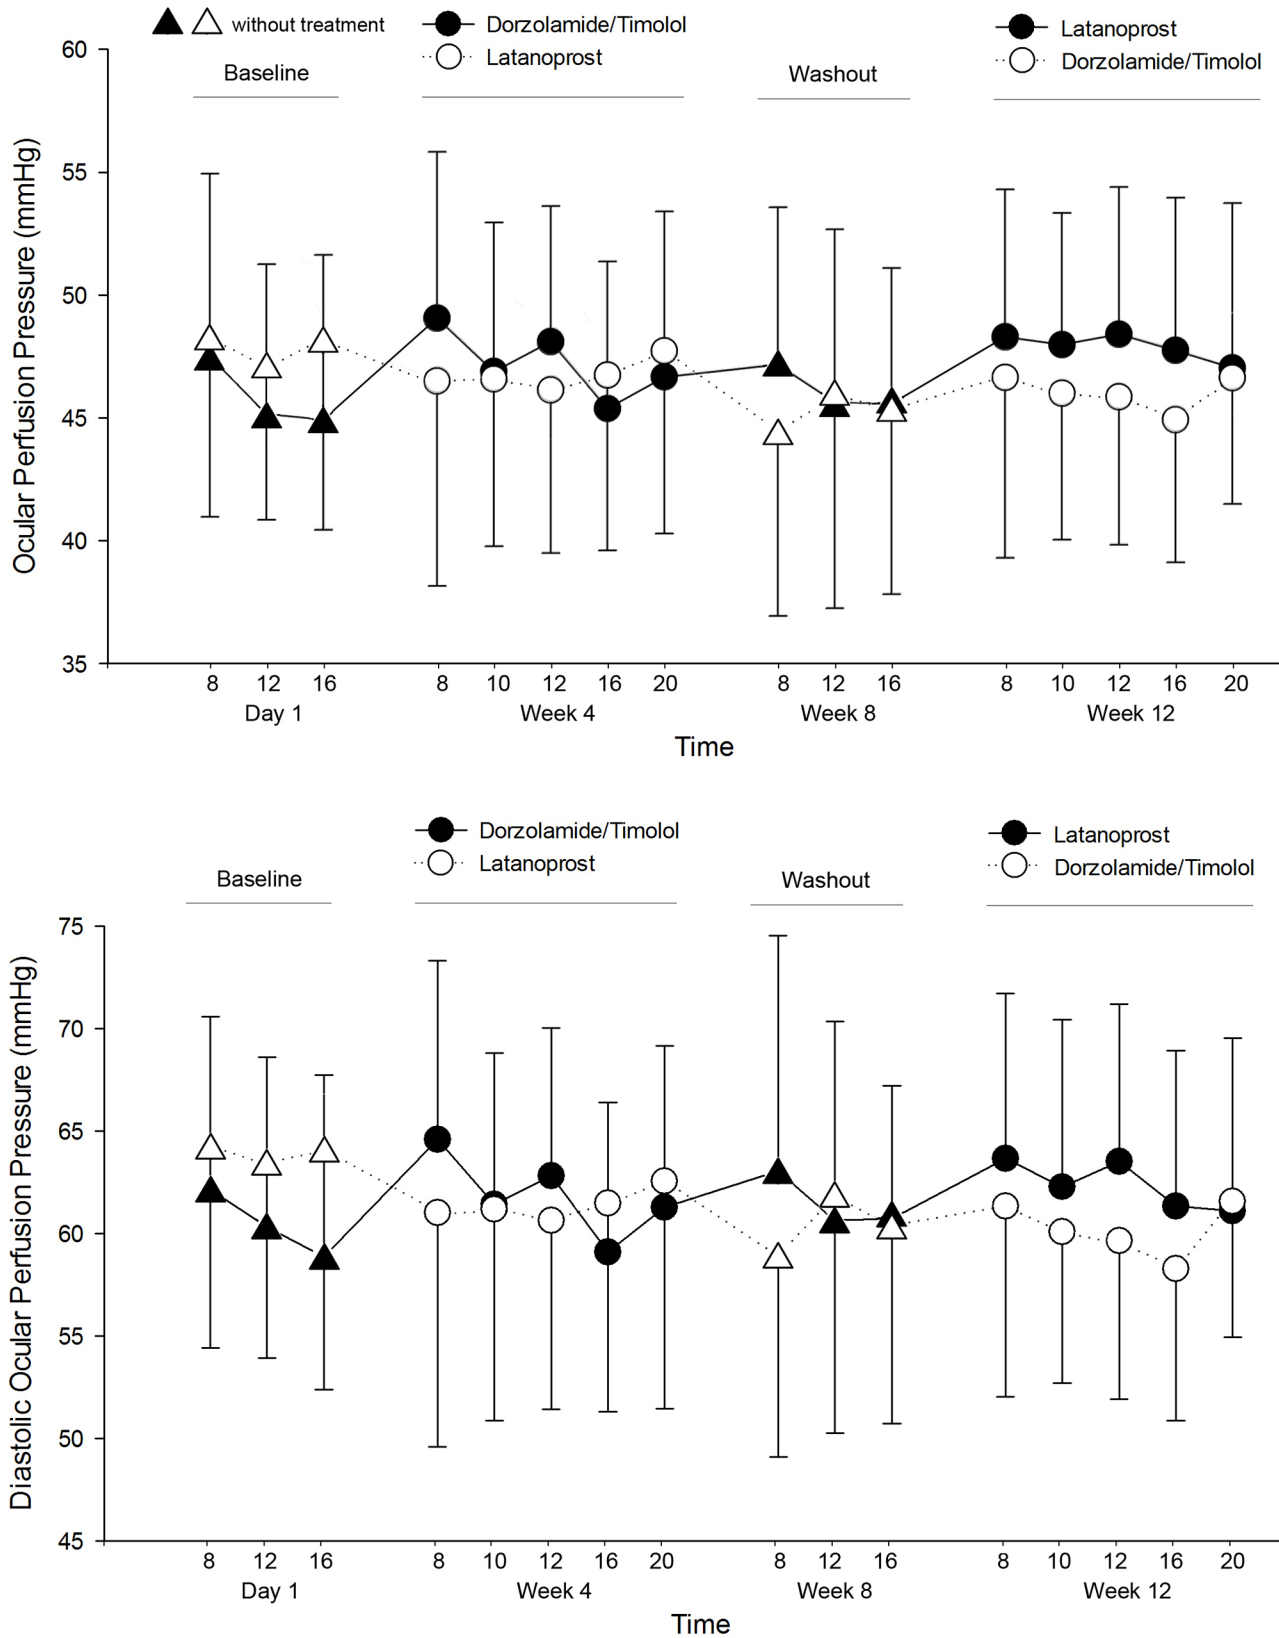 without treatment
Dorzolamide/Timolol
Latanoprost
Latanoprost
Dorzolamide/Timolol
Baseline
Washout
Ocular Perfusion Pressure (mmHg)
60
55
50
45
40
35
8 12 16 8 10 12 16 20 8 12 16 8 10 12 16 20
Day 1 Week 4 Week 8 Week 12
Time
Dorzolamide/Timolol
Latanoprost
Latanoprost
Dorzolamide/Timolol
Baseline
Washout
Diastolic Ocular Perfusion Pressure (mmHg)
75
70
65
60
55
50
45
8 12 16 8 10 12 16 20 8 12 16 8 10 12 16 20
Day 1 Week 4 Week 8 Week 12
Time